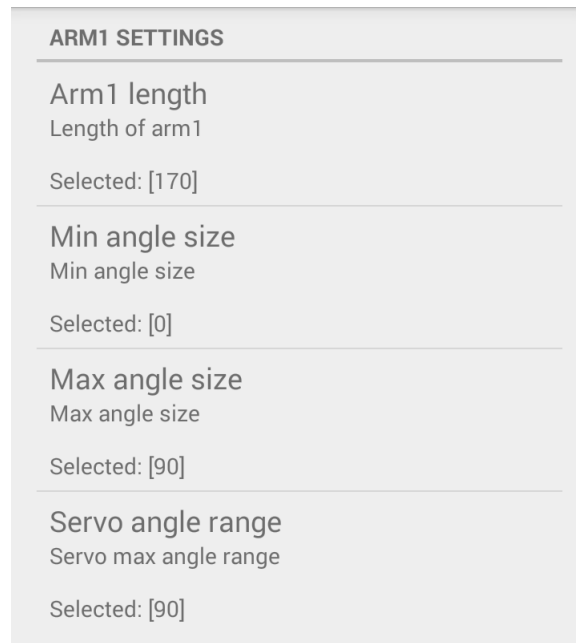 ARM1 SETTINGS
Arm1 length
Length of arm1
Selected: [170]
Min angle size
Min angle size
Selected: [0]
Max angle size
Max angle size
Selected: [90]
Servo angle range
Servo max angle range
Selected: [90]